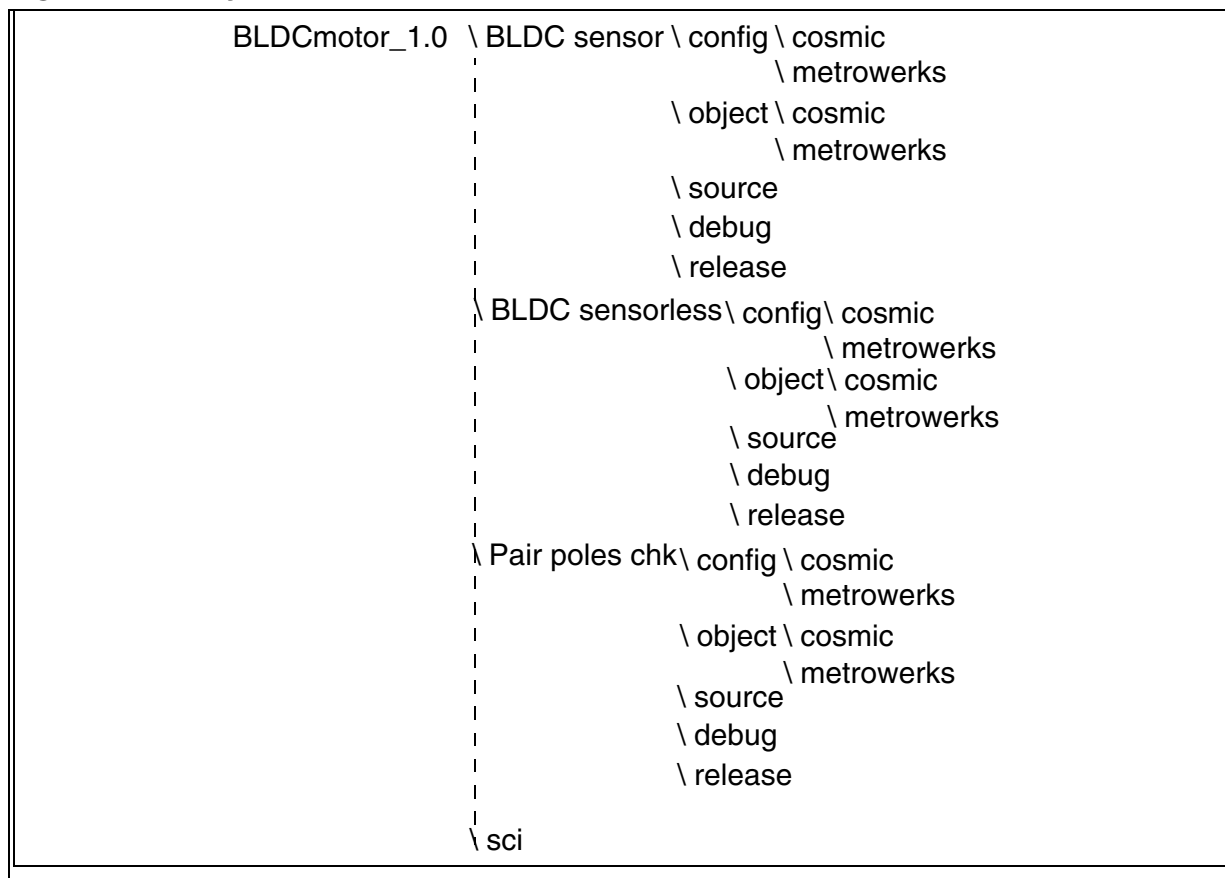 BLDCmotor_1.0 \ BLDC sensor \ config \ cosmic
\ metrowerks
\ object \ cosmic
\ metrowerks
\ source
\ debug
\ release
\ BLDC sensorless \ config \ cosmic
\ metrowerks
\ object \ cosmic
\ metrowerks
\ source
\ debug
\ release
\ Pair poles chk \ config \ cosmic
\ metrowerks
\ object \ cosmic
\ metrowerks
\ source
\ debug
\ release
\ sci